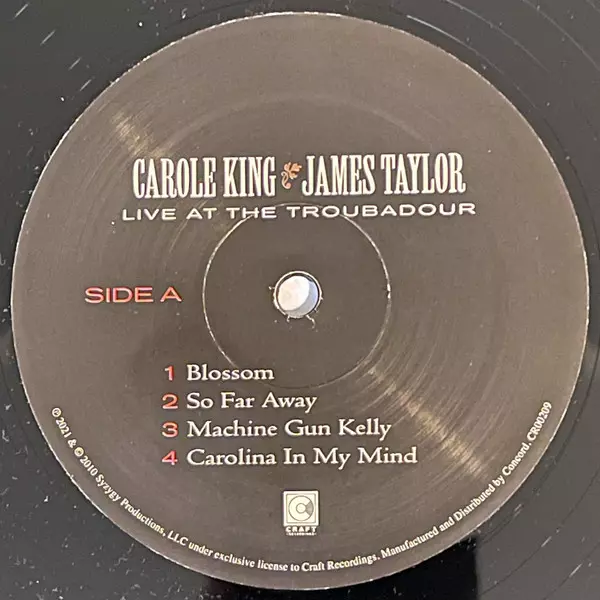 CAROLE KING JAMES TAYLOR
LIVE AT THE TROUBADOUR
SIDE A
1 Blossom
2 So Far Away
3 Machine Gun Kelly
4 Carolina In My Mind
C
CRAFT
RECORDINGS
℗ 2021 & © 2010 Syzygy Productions, LLC under exclusive license to Craft Recordings. Manufactured and Distributed by Concord. CR00209